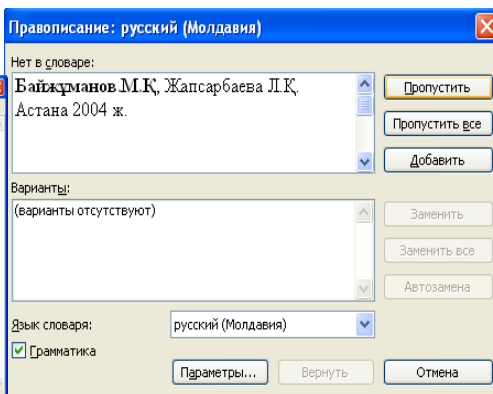 Правописание: русский (Молдавия)
Нет в словаре:
Байжұманов М.Қ, Жапсарбаева Л.Қ.
Астана 2004 ж.
Пропустить
Пропустить все
Добавить
Варианты:
(варианты отсутствуют)
Заменить
Заменить все
Автозамена
Язык словаря:
русский (Молдавия)
Грамматика
Параметры...
Вернуть
Отмена